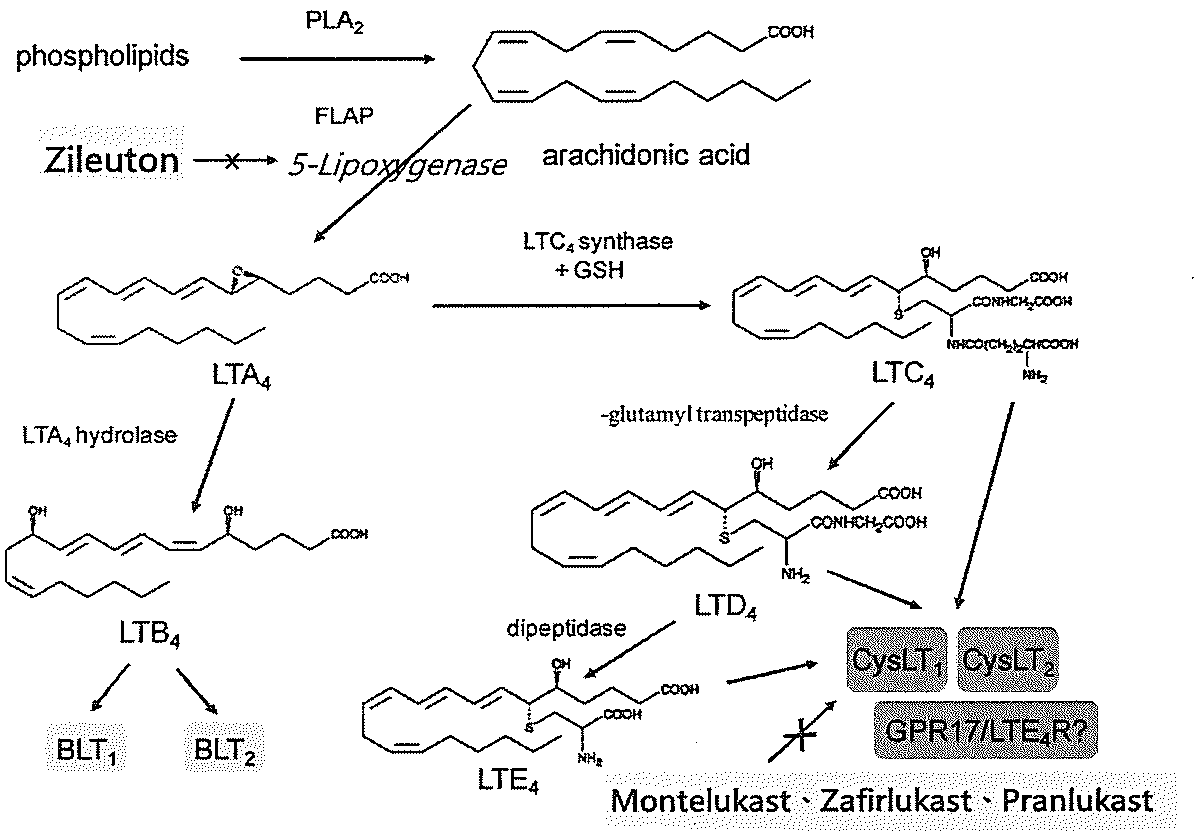 PLA2
phospholipids
COOH
FLAP
Zileuton
5-Lipoxygenase
arachidonic acid
LTC4 synthase
+ GSH
O
COOH
LTA4
OH
COOH
S
CONHCH2COOH
NHCO(CH2)2CHCOOH
NH2
LTC4
LTA4 hydrolase
-glutamyl transpeptidase
OH
OH
COOH
LTB4
OH
COOH
S
CONHCH2COOH
NH2
LTD4
dipeptidase
OH
COOH
S
COOH
NH2
LTE4
BLT1
BLT2
CysLT1
CysLT2
GPR17/LTE4R?
Montelukast、Zafirlukast、Pranlukast